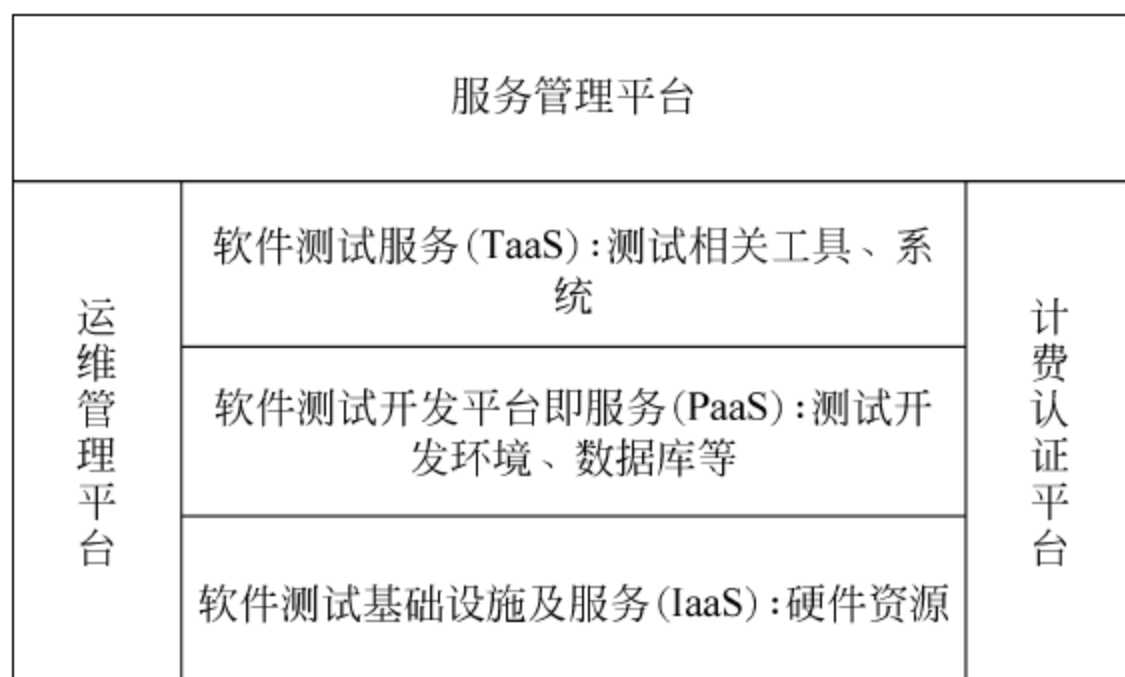 服务管理平台
运维管理平台
软件测试服务(TaaS):测试相关工具、系
统
软件测试开发平台即服务(PaaS):测试开
发环境、数据库等
软件测试基础设施及服务(IaaS):硬件资源
计费认证平台